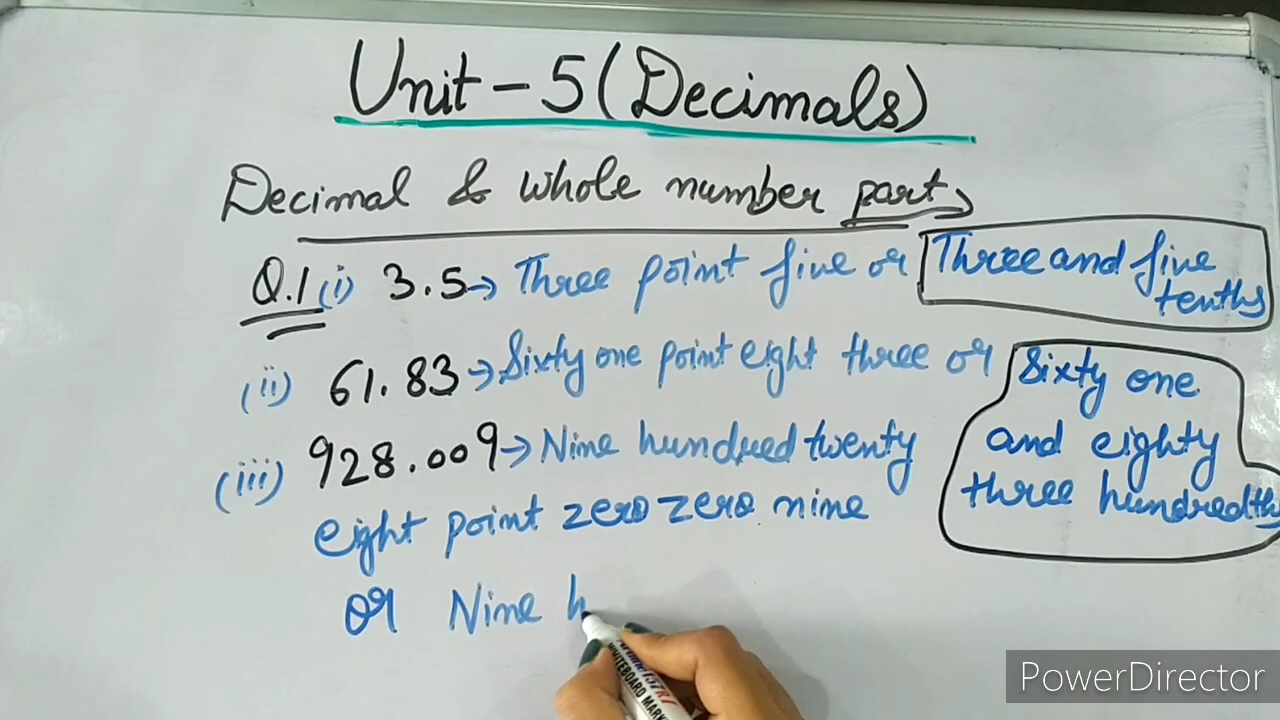 Unit - 5 (Decimals)
Decimal & whole number part
Q.1 (i) 3.5 → Three point five or Three and five
tenths
(ii) 61.83 → Sixty one point eight three or Sixty one
and eighty
three hundredths
(iii) 928.009 → Nine hundred twenty
eight point zero zero nine
or Nine h
WHITEBOARD MARK
PowerDirector